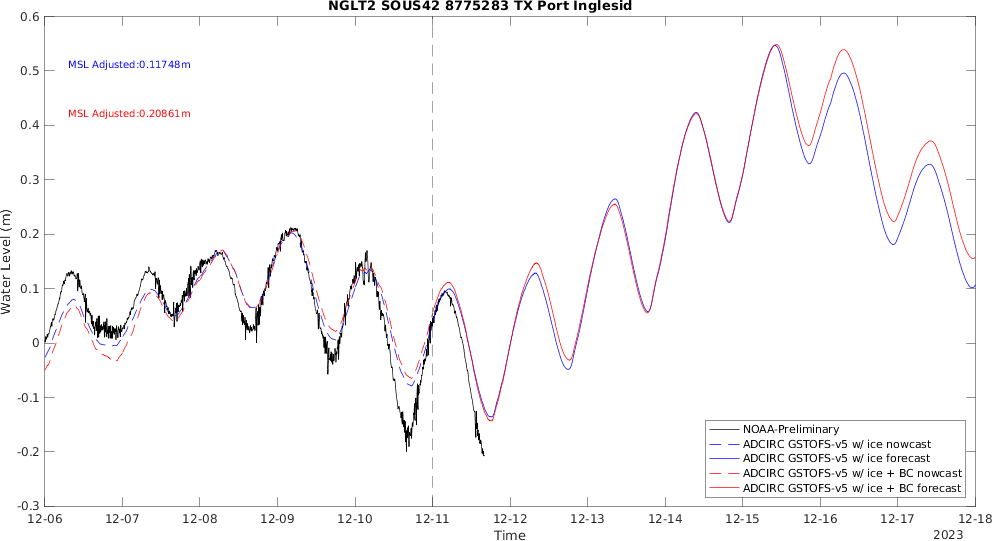 NGLT2 SOUS42 8775283 TX Port Inglesid
Water Level (m)
0.6
0.5
0.4
0.3
0.2
0.1
0
-0.1
-0.2
-0.3
MSL Adjusted:0.11748m
MSL Adjusted:0.20861m
NOAA-Preliminary
ADCIRC GSTOFS-v5 w/ ice nowcast
ADCIRC GSTOFS-v5 w/ ice forecast
ADCIRC GSTOFS-v5 w/ ice + BC nowcast
ADCIRC GSTOFS-v5 w/ ice + BC forecast
12-06 12-07 12-08 12-09 12-10 12-11 12-12 12-13 12-14 12-15 12-16 12-17 12-18
Time
2023